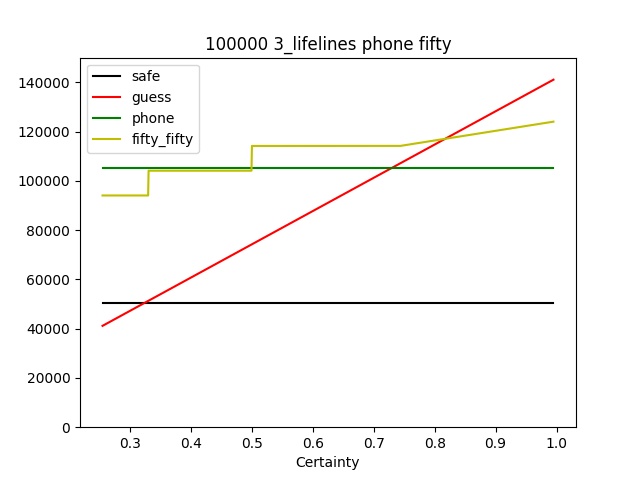 100000 3_lifelines phone fifty
safe
guess
phone
fifty_fifty
140000
120000
100000
80000
60000
40000
20000
0
0.3 0.4 0.5 0.6 0.7 0.8 0.9 1.0
Certainty